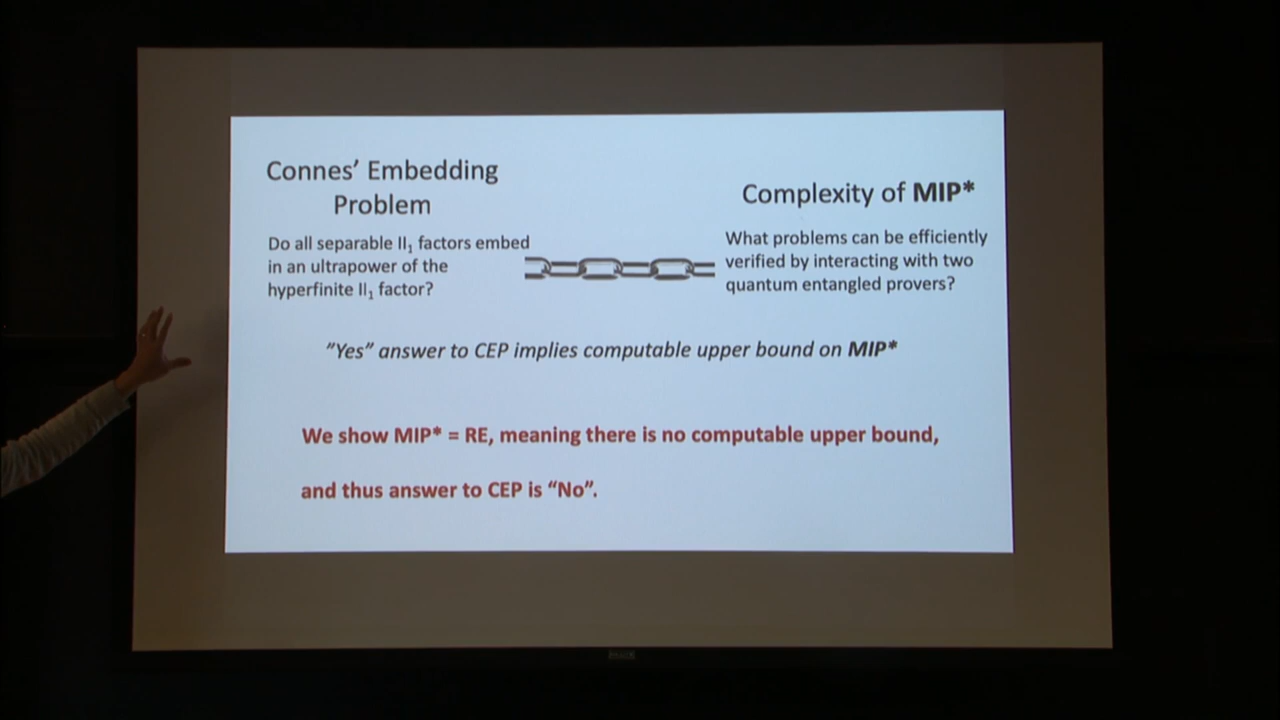 Connes' Embedding
Problem
Do all separable II₁ factors embed
in an ultrapower of the
hyperfinite II₁ factor?
Complexity of MIP*
What problems can be efficiently
verified by interacting with two
quantum entangled provers?
"Yes" answer to CEP implies computable upper bound on MIP*
We show MIP* = RE, meaning there is no computable upper bound,
and thus answer to CEP is "No".